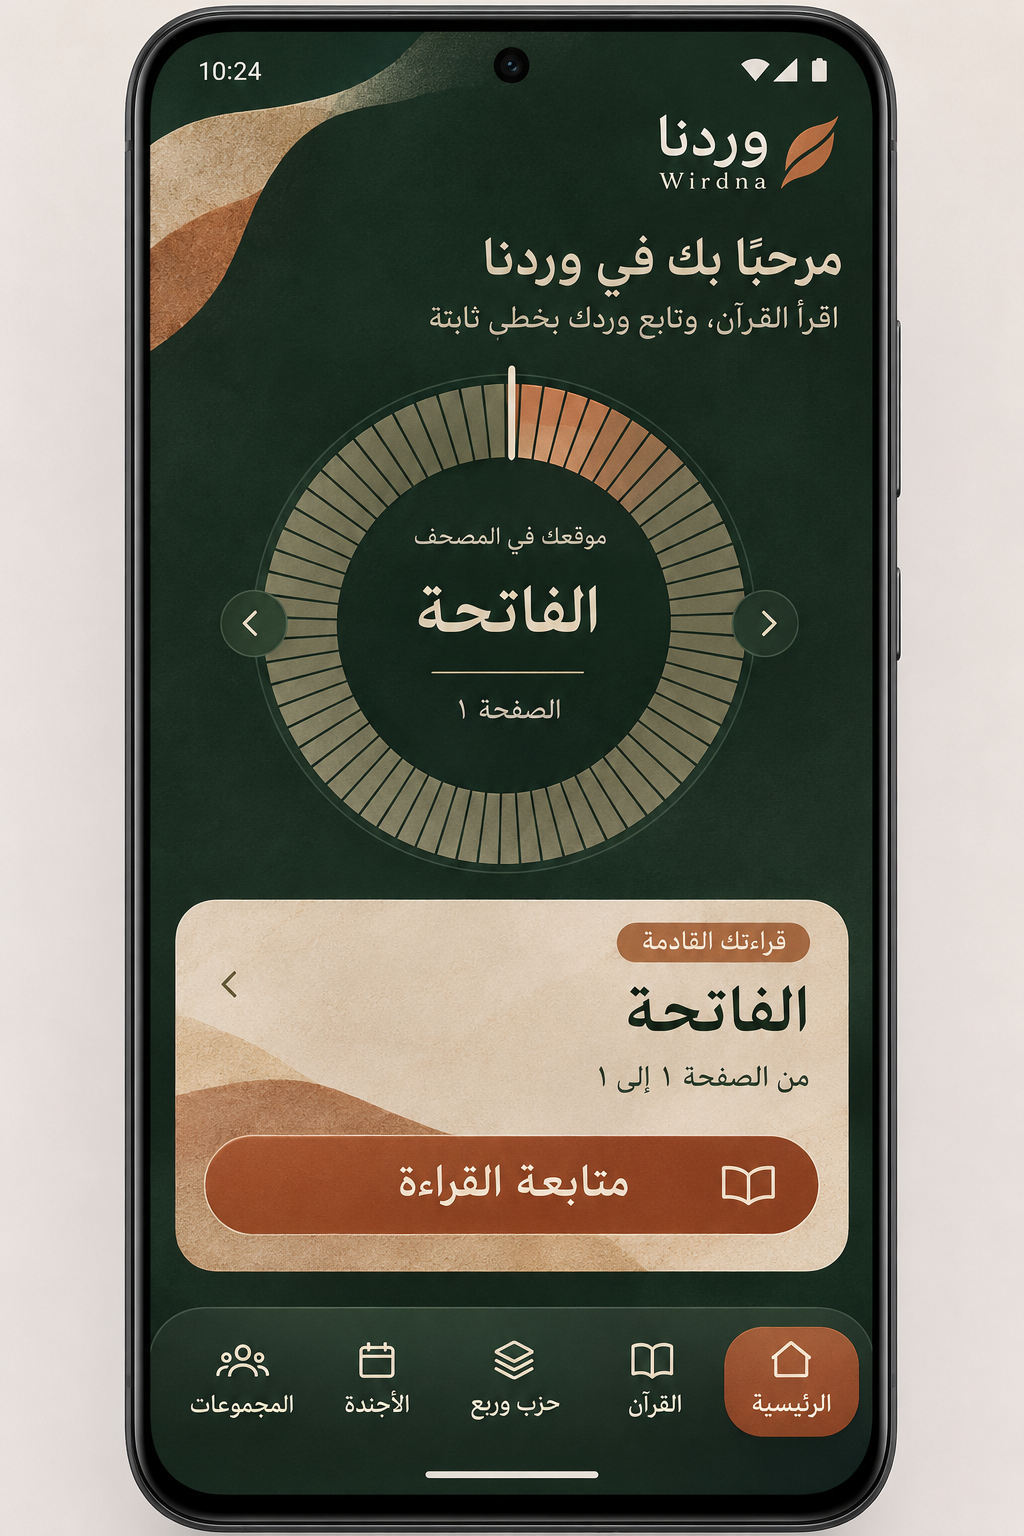 10:24
وردنا
Wirdna
مرحبًا بك في وردنا
اقرأ القرآن، وتابع وردك بخطى ثابتة
موقعك في المصحف
الفاتحة
الصفحة ١
قراءتك القادمة
الفاتحة
من الصفحة ١ إلى ١
متابعة القراءة
الرئيسية
القرآن
حزب وربع
الأجندة
المجموعات